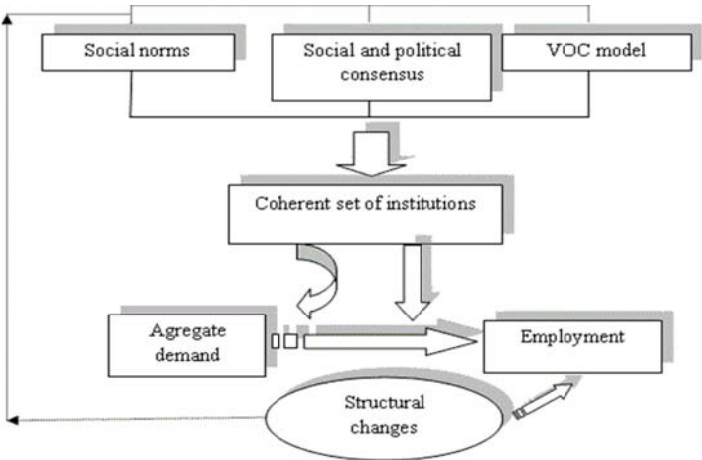 Social norms
Social and political
consensus
VOC model
Coherent set of institutions
Agregate
demand
Employment
Structural
changes